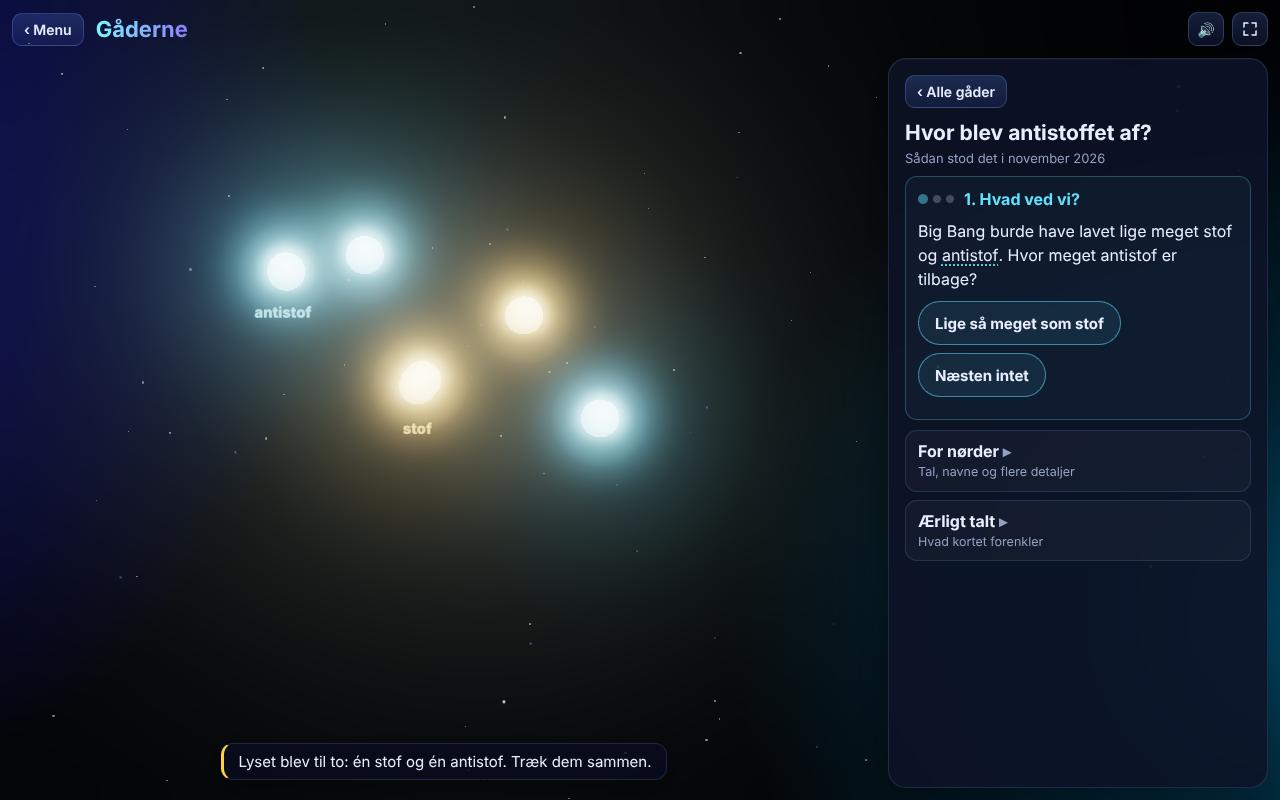 ‹ Menu
Gåderne
‹ Alle gåder
Hvor blev antistoffet af?
Sådan stod det i november 2026
1. Hvad ved vi?
Big Bang burde have lavet lige meget stof
og antistof. Hvor meget antistof er
tilbage?
Lige så meget som stof
Næsten intet
For nørder ▸
Tal, navne og flere detaljer
Ærligt talt ▸
Hvad kortet forenkler
antistof
stof
Lyset blev til to: én stof og én antistof. Træk dem sammen.